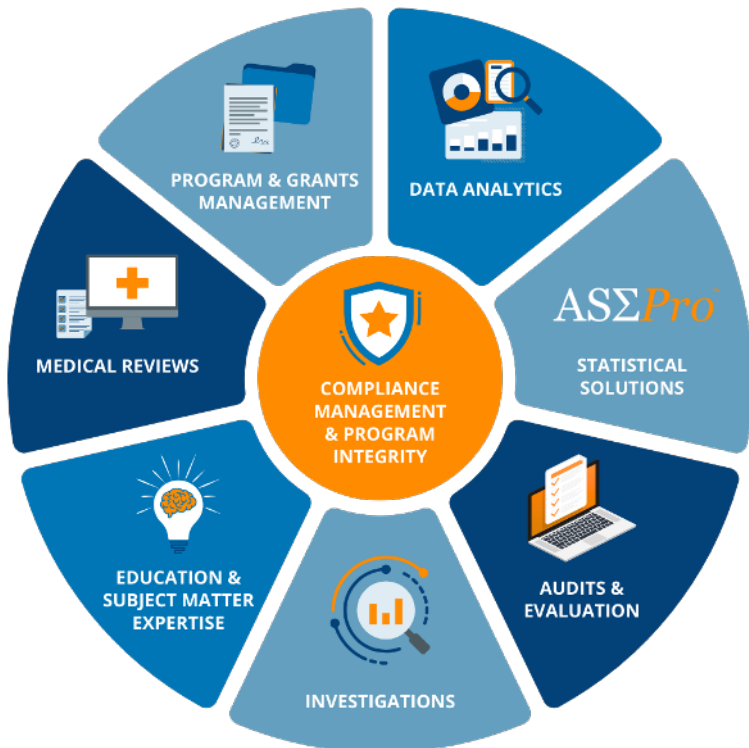 PROGRAM & GRANTS
MANAGEMENT
DATA ANALYTICS
ASΣPro
STATISTICAL
SOLUTIONS
AUDITS &
EVALUATION
INVESTIGATIONS
EDUCATION &
SUBJECT MATTER
EXPERTISE
MEDICAL REVIEWS
COMPLIANCE
MANAGEMENT
& PROGRAM
INTEGRITY